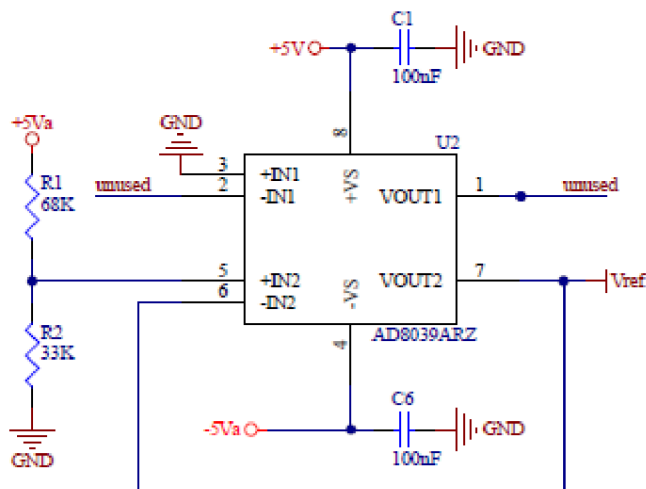 C1
+5V
GND
100nF
+5Va
GND
8
U2
R1
68K
unused
3
+IN1
2
-IN1
+VS
VOUT1
1
unused
5
+IN2
6
-IN2
-VS
VOUT2
7
Vref
R2
33K
4
AD8039ARZ
C6
-5Va
GND
100nF
GND